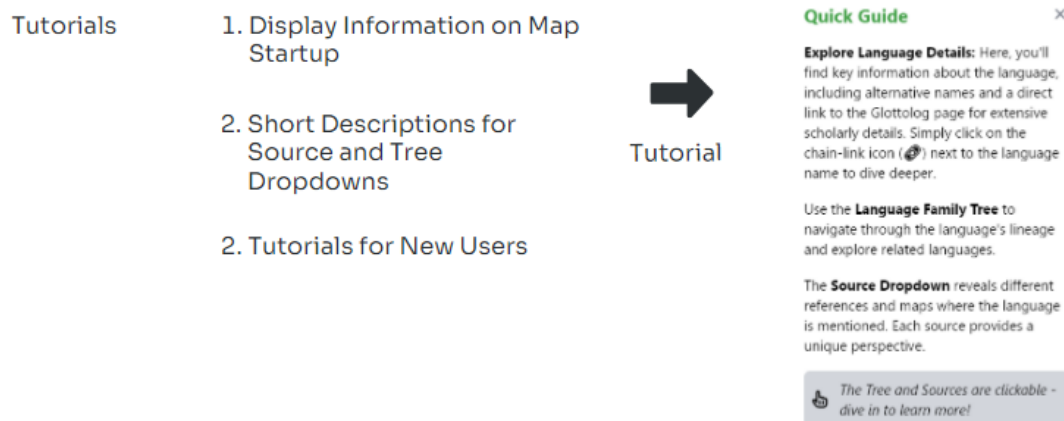 Tutorials
1. Display Information on Map
Startup
2. Short Descriptions for
Source and Tree
Dropdowns
2. Tutorials for New Users
Tutorial
Quick Guide
Explore Language Details: Here, you'll
find key information about the language,
including alternative names and a direct
link to the Glottolog page for extensive
scholarly details. Simply click on the
chain-link icon ( ) next to the language
name to dive deeper.
Use the Language Family Tree to
navigate through the language's lineage
and explore related languages.
The Source Dropdown reveals different
references and maps where the language
is mentioned. Each source provides a
unique perspective.
The Tree and Sources are clickable -
dive in to learn more!